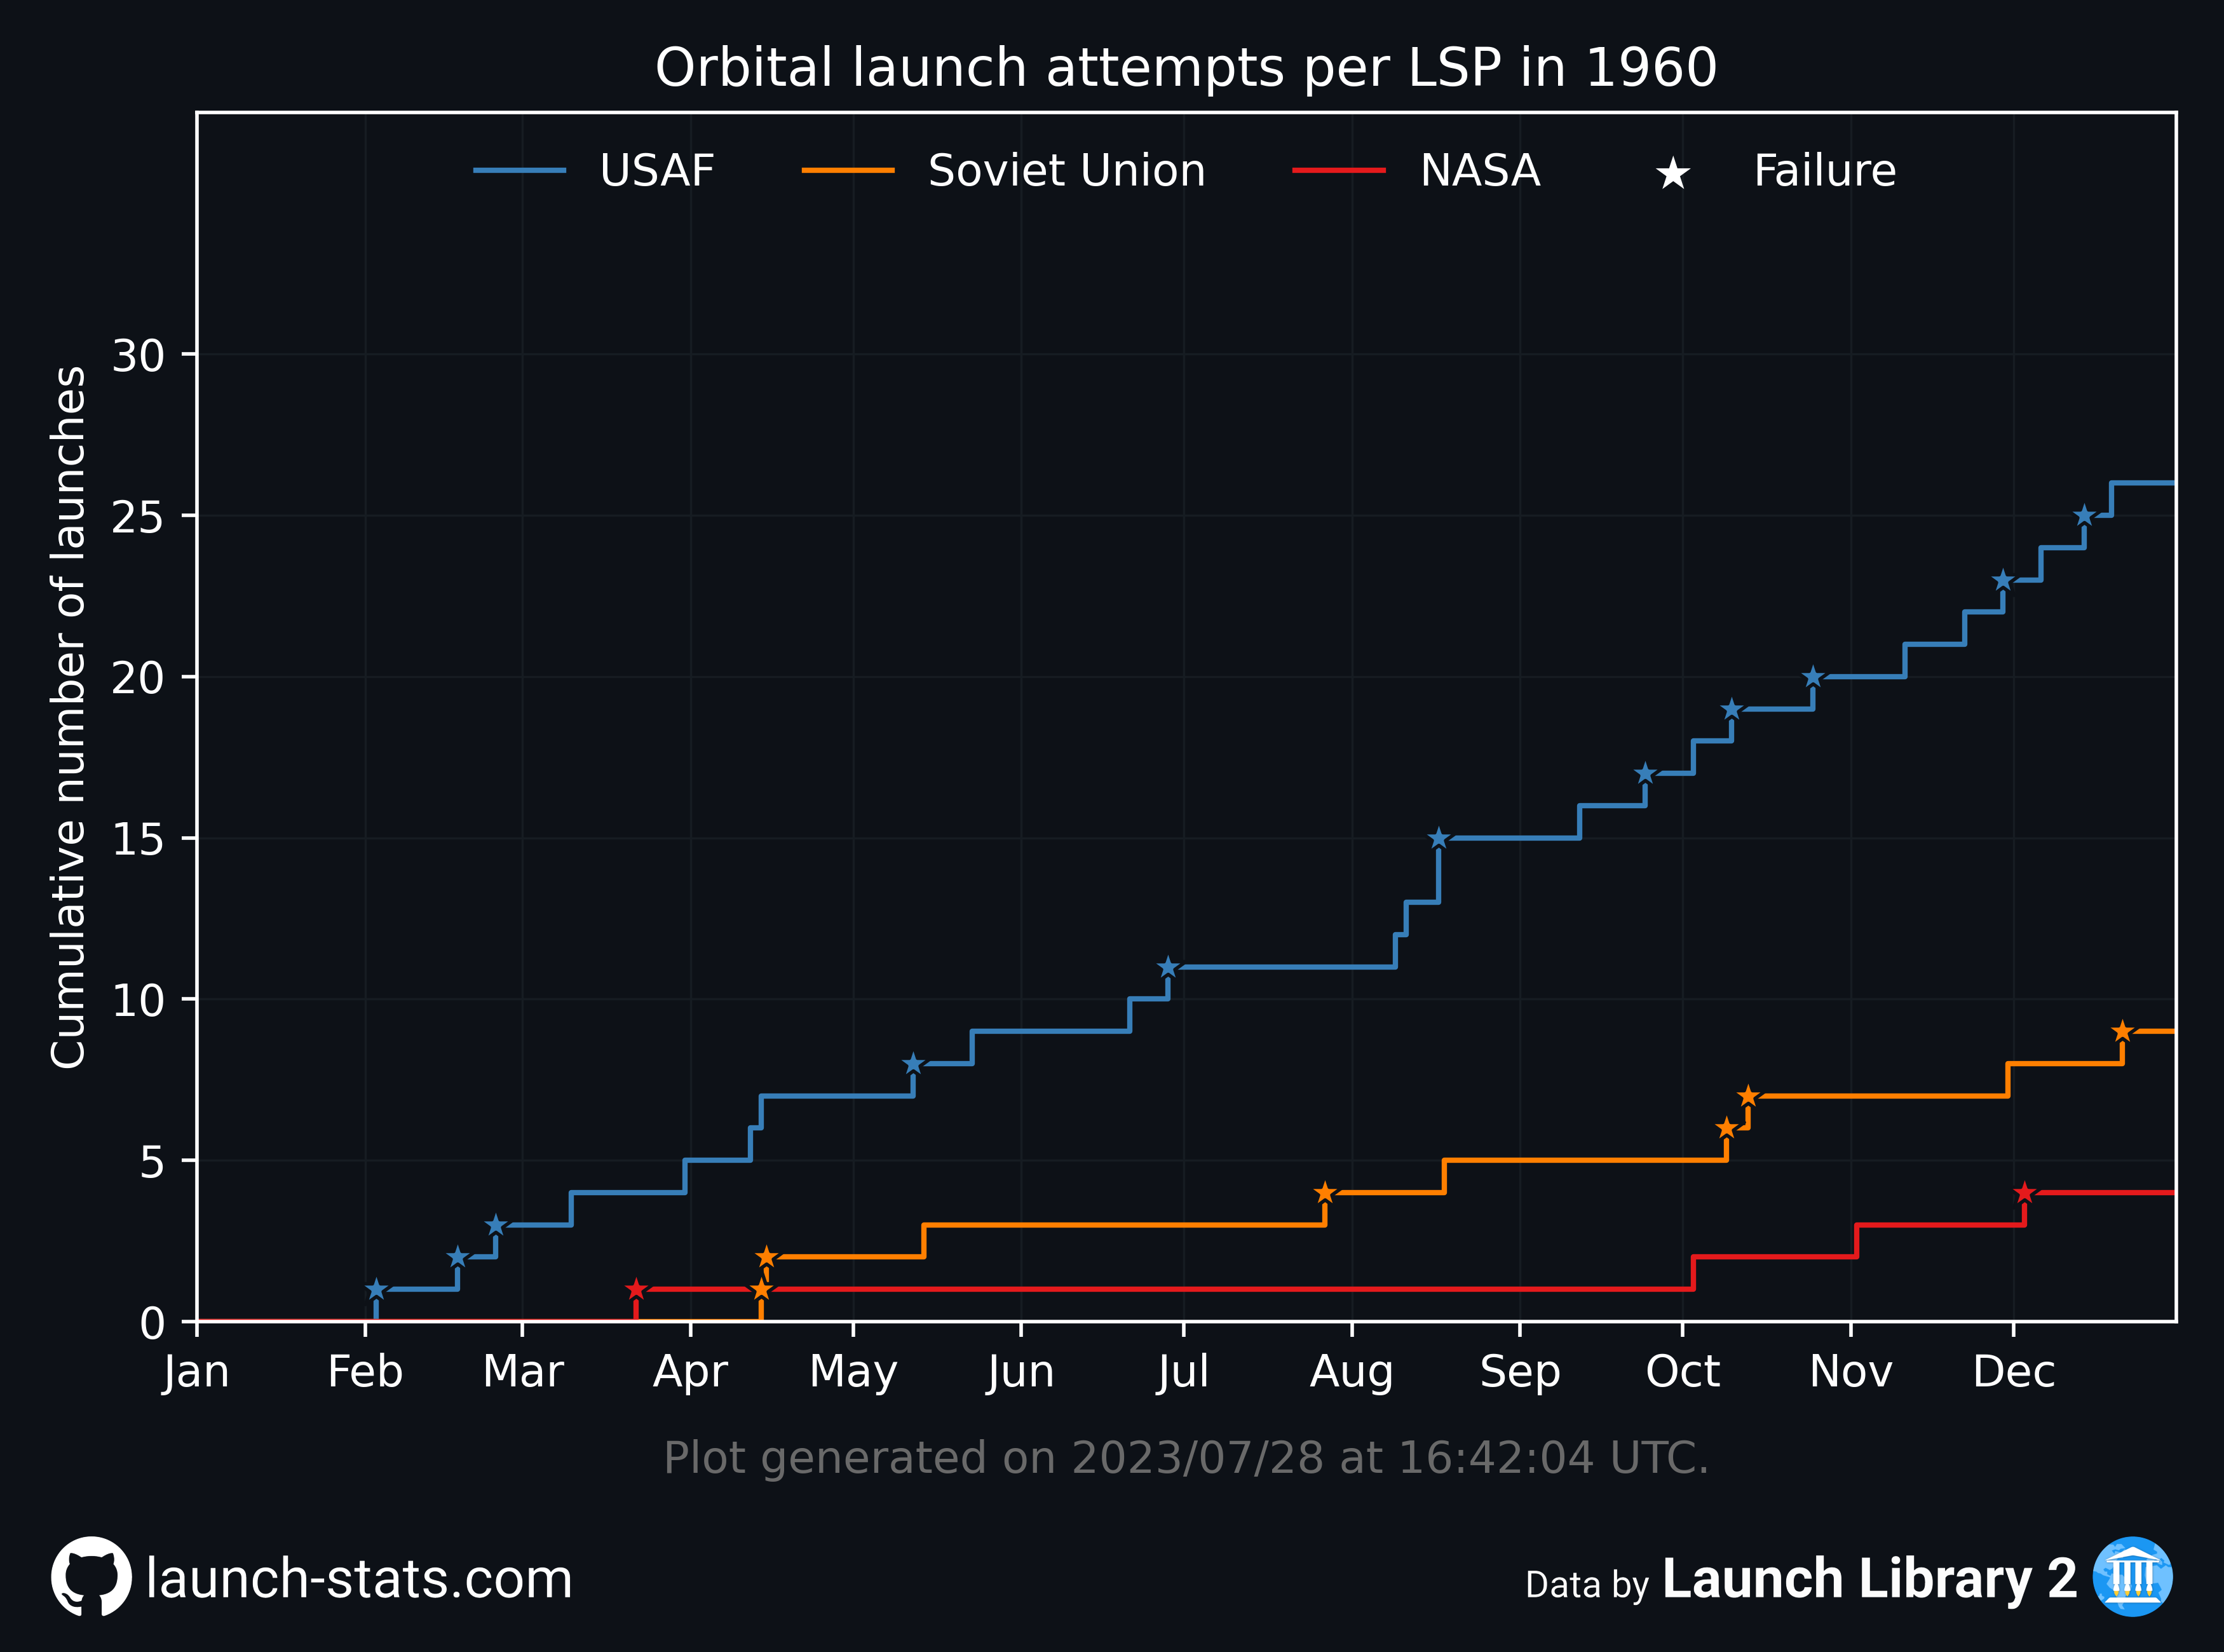 Orbital launch attempts per LSP in 1960
USAF Soviet Union NASA Failure
Cumulative number of launches
30
25
20
15
10
5
0
Jan Feb Mar Apr May Jun Jul Aug Sep Oct Nov Dec
Plot generated on 2023/07/28 at 16:42:04 UTC.
launch-stats.com
Data by Launch Library 2